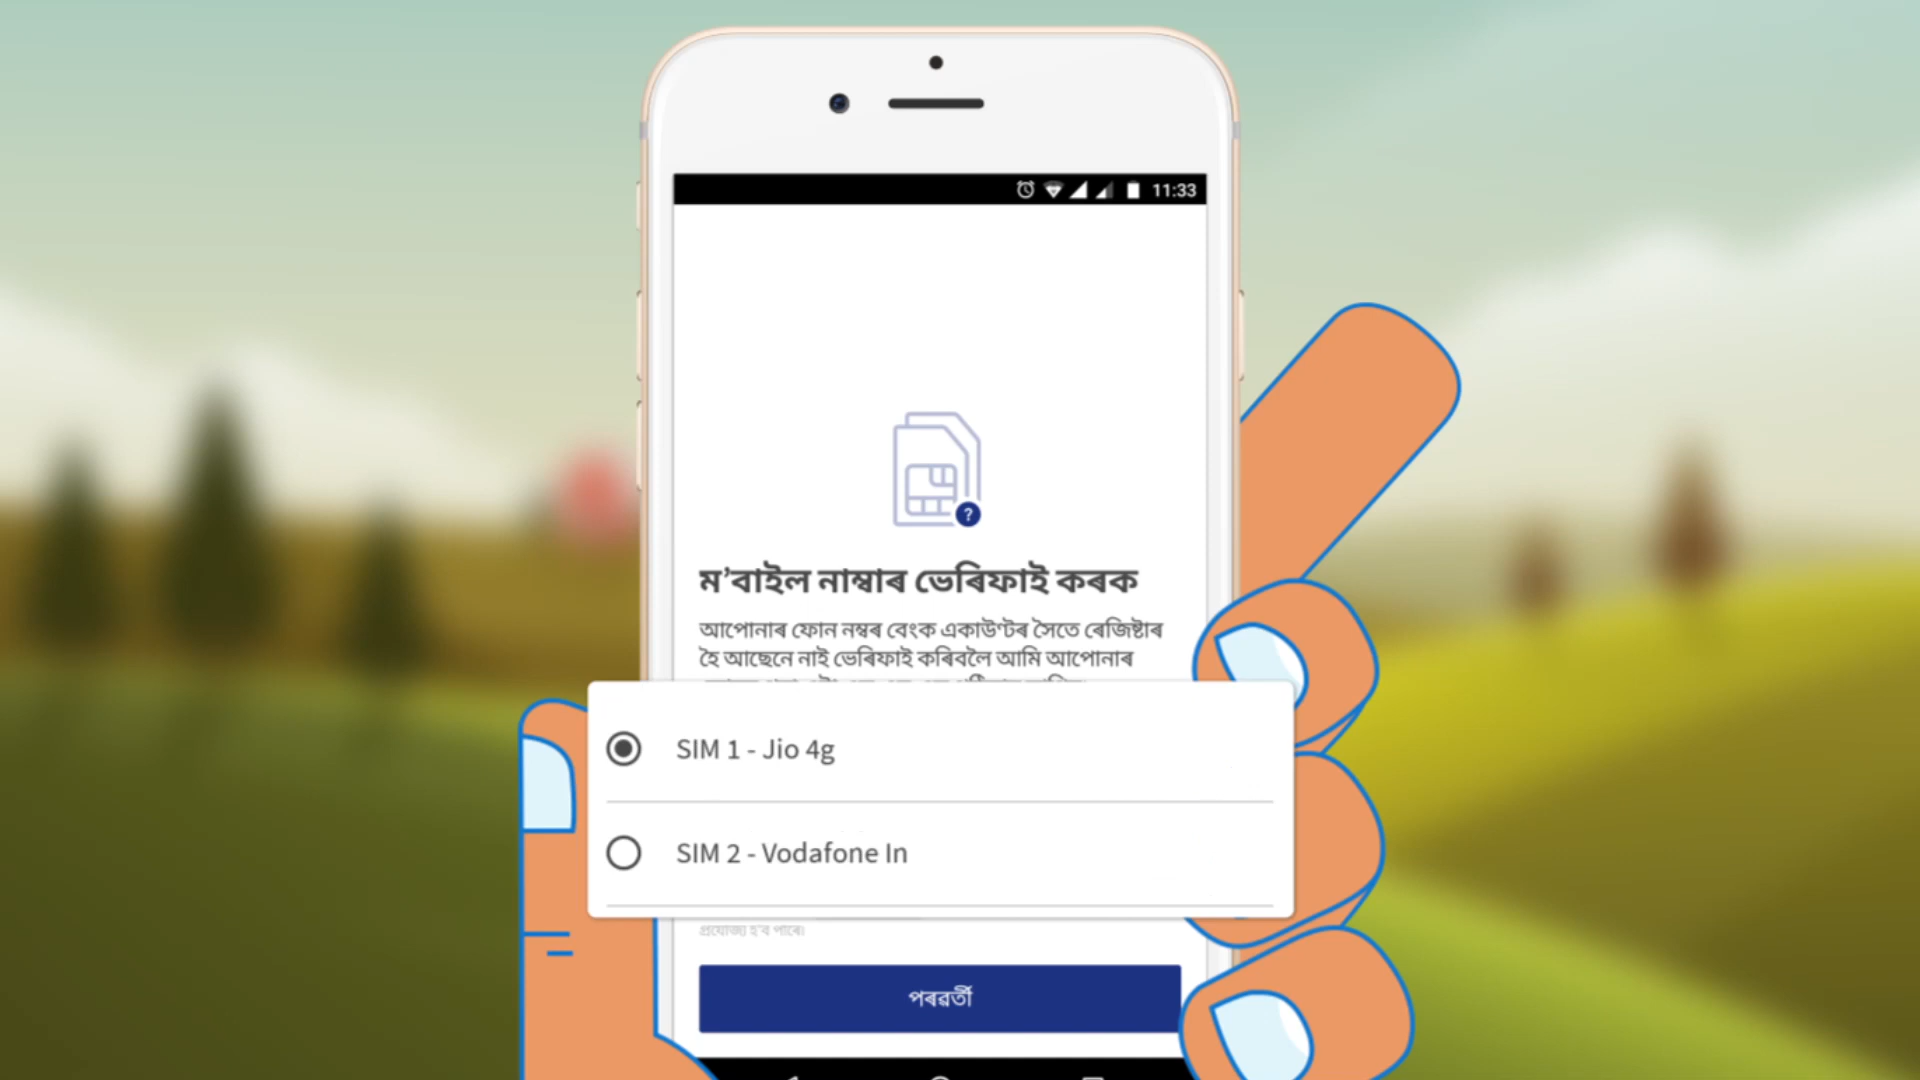 11:33
?
ম’বাইল নাম্বাৰ ভেৰিফাই কৰক
আপোনাৰ ফোন নম্বৰ বেংক একাউণ্টৰ সৈতে ৰেজিষ্টাৰ
হৈ আছেনে নাই ভেৰিফাই কৰিবলৈ আমি আপোনাৰ
SIM 1 - Jio 4g
SIM 2 - Vodafone In
প্ৰযোজ্য হ'ব পাৰে।
পৰৱৰ্তী